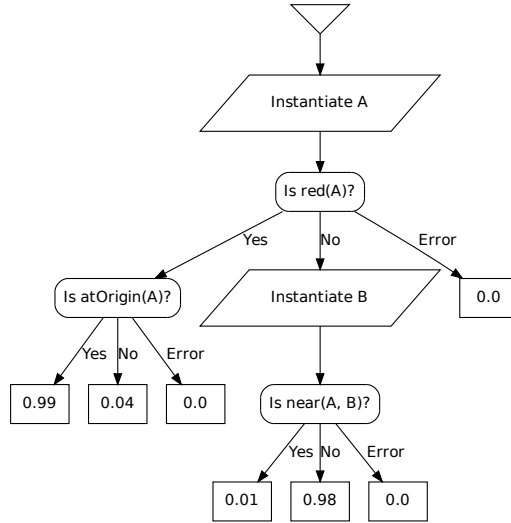 Instantiate A
Is red(A)?
Yes
No
Error
Is atOrigin(A)?
Instantiate B
0.0
Yes
No
Error
0.99
0.04
0.0
Is near(A, B)?
Yes
No
Error
0.01
0.98
0.0